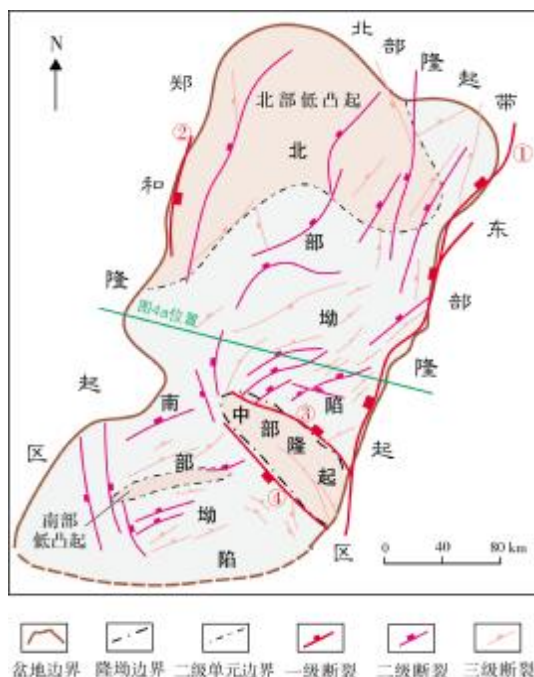 N
北部隆起带
郑和隆起区
北部低凸起
②
①
北部坳陷
东部隆起区
图4a位置
中部隆起
③
④
南部坳陷
南部
低凸起
0 40 80 km
盆地边界 隆坳边界 二级单元边界 一级断裂 二级断裂 三级断裂